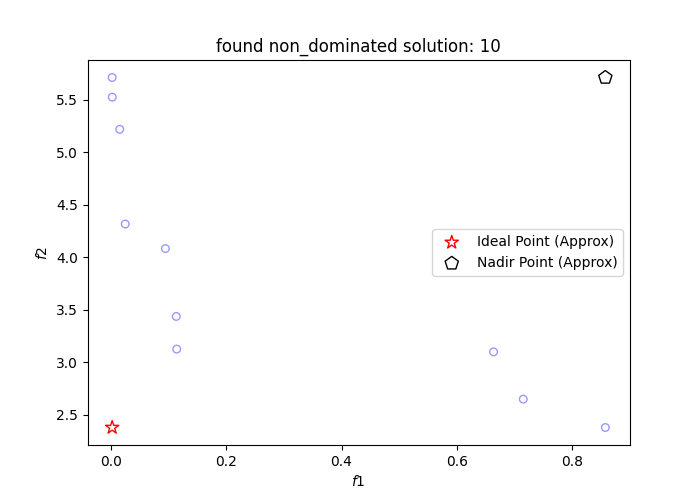 found non_dominated solution: 10
5.5
5.0
4.5
4.0
3.5
3.0
2.5
f2
Ideal Point (Approx)
Nadir Point (Approx)
0.0 0.2 0.4 0.6 0.8
f1